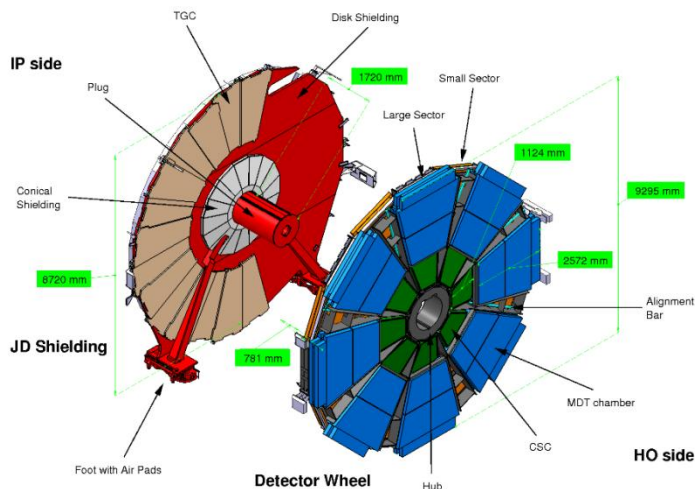 TGC
Disk Shielding
IP side
1720 mm
Small Sector
Plug
Large Sector
1124 mm
9295 mm
Conical
Shielding
2572 mm
8720 mm
Alignment
Bar
JD Shielding
781 mm
MDT chamber
CSC
HO side
Foot with Air Pads
Detector Wheel
Hub